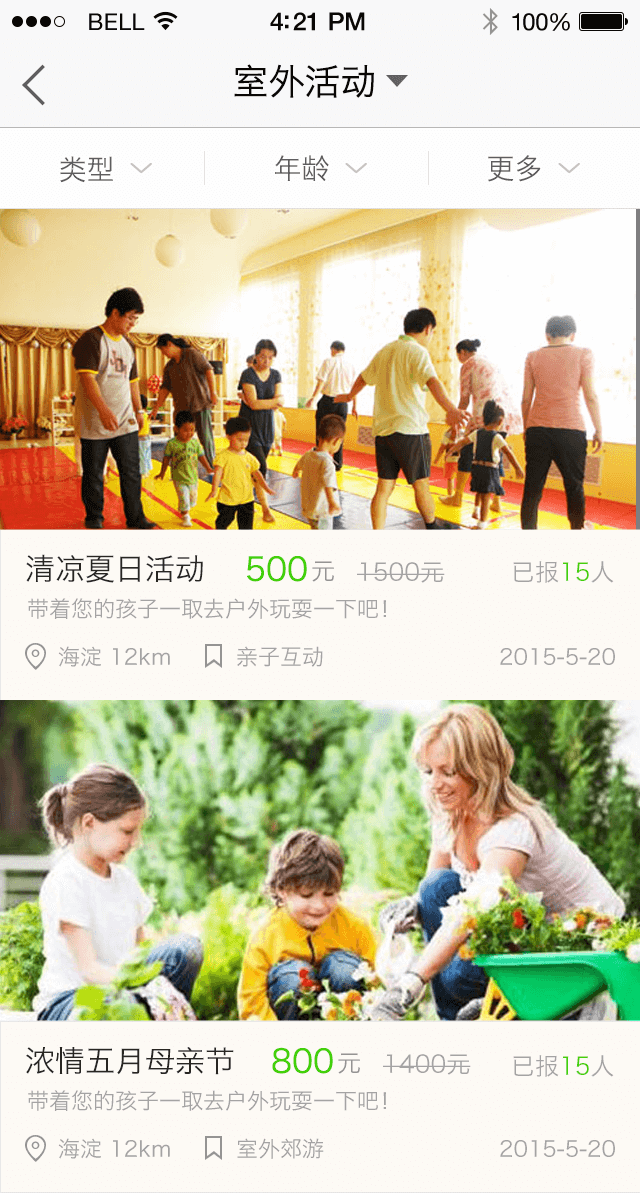 BELL 4:21 PM 100%
室外活动
类型 年龄 更多
清凉夏日活动 500元 1500元 已报15人
带着您的孩子一取去户外玩耍一下吧！
海淀 12km 亲子互动 2015-5-20
浓情五月母亲节 800元 1400元 已报15人
带着您的孩子一取去户外玩耍一下吧！
海淀 12km 室外郊游 2015-5-20